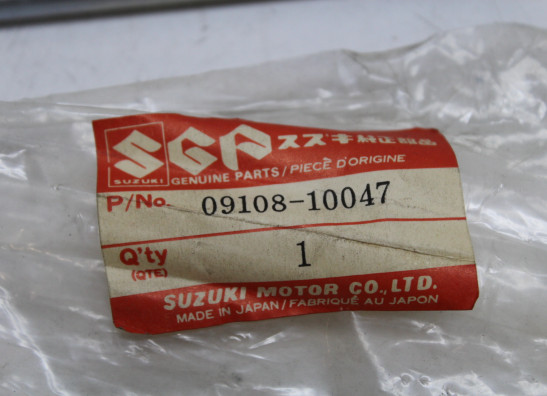 SGP スズキ純正部品
SUZUKI GENUINE PARTS/PIECE D'ORIGINE
P/No. 09108-10047
Q'ty 1
(QTE)
SUZUKI MOTOR CO.,LTD.
MADE IN JAPAN/FABRIQUÉ AU JAPON